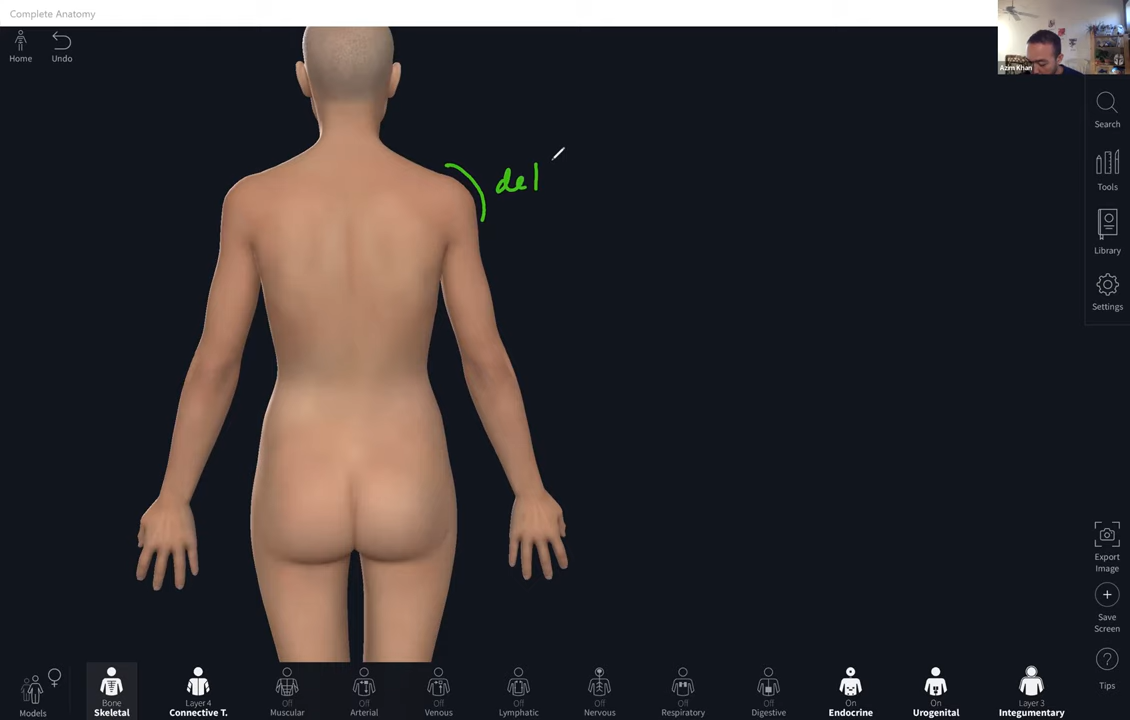 Complete Anatomy
Home
Undo
Azim Khan
Search
Tools
Library
Settings
del
Export
Image
Save
Screen
Tips
Models
Bone
Skeletal
Layer 4
Connective T.
Off
Muscular
Off
Arterial
Off
Venous
Off
Lymphatic
Off
Nervous
Off
Respiratory
Off
Digestive
On
Endocrine
On
Urogenital
Layer 3
Integumentary